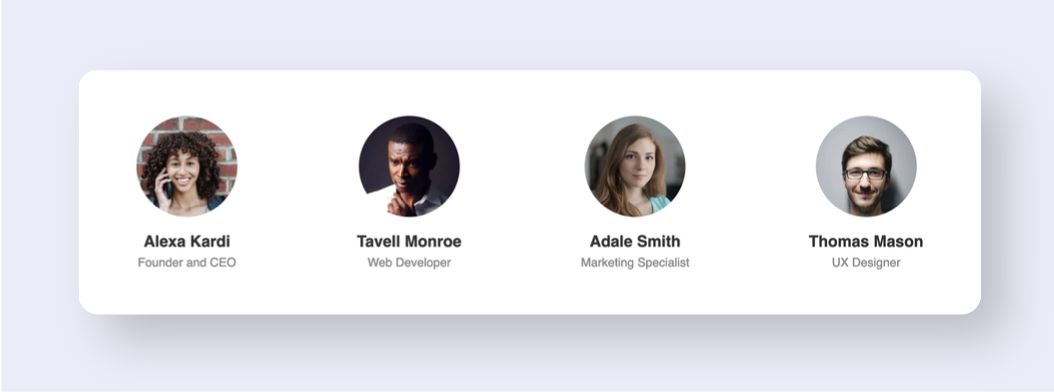 Alexa Kardi
Founder and CEO
Tavell Monroe
Web Developer
Adale Smith
Marketing Specialist
Thomas Mason
UX Designer